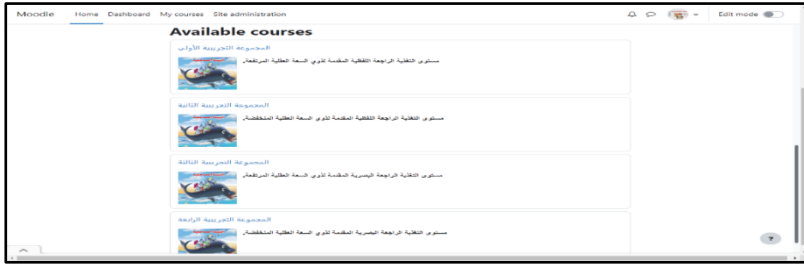 Moodle Home Dashboard My courses Site administration Edit mode
Available courses
المجموعة التجريبية الأولى
مستوى التغذية الراجعة اللفظية المقدمة لذوي السعة العقلية المرتفعة.
المجموعة التجريبية الثانية
مستوى التغذية الراجعة اللفظية المقدمة لذوي السعة العقلية المنخفضة.
المجموعة التجريبية الثالثة
مستوى التغذية الراجعة البصرية المقدمة لذوي السعة العقلية المرتفعة.
المجموعة التجريبية الرابعة
مستوى التغذية الراجعة البصرية المقدمة لذوي السعة العقلية المنخفضة.
?